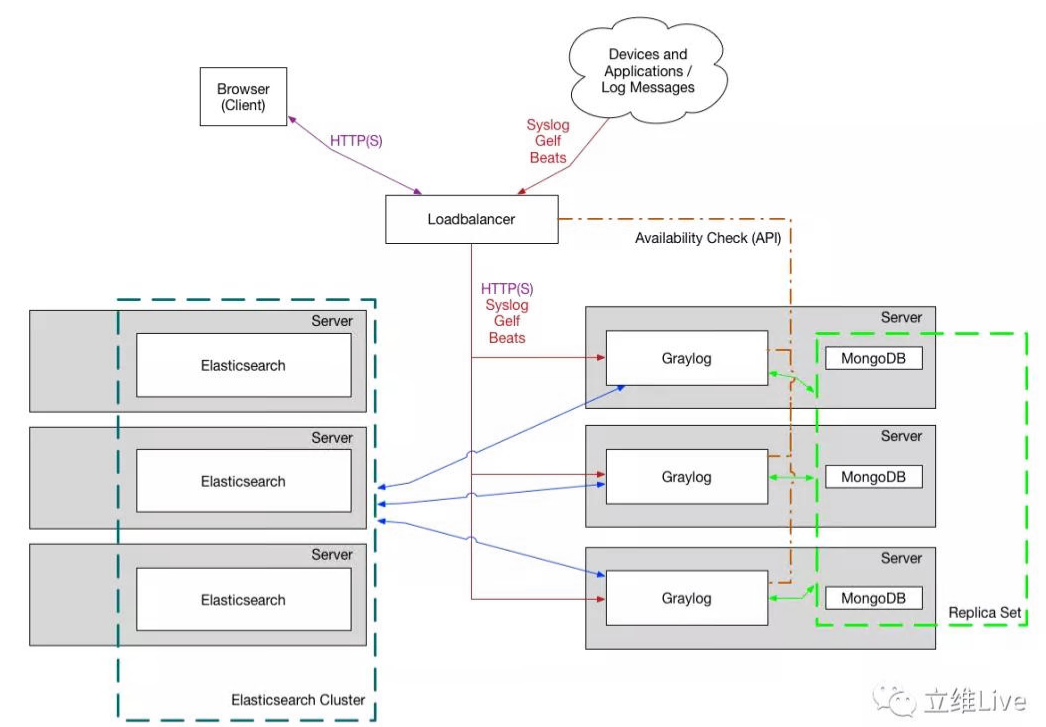 Devices and
Applications /
Log Messages
Browser
(Client)
HTTP(S)
Syslog
Gelf
Beats
Loadbalancer
Availability Check (API)
HTTP(S)
Syslog
Gelf
Beats
Server
Elasticsearch
Server
Elasticsearch
Server
Elasticsearch
Elasticsearch Cluster
Server
Graylog
MongoDB
Server
Graylog
MongoDB
Server
Graylog
MongoDB
Replica Set
立维Live